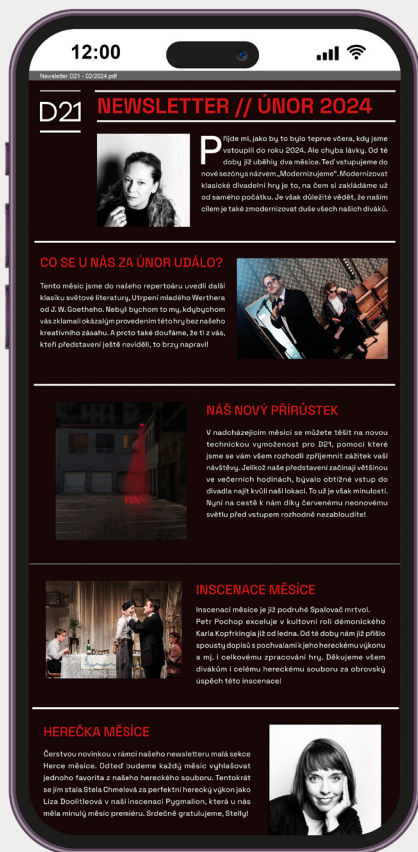 12:00
Newsletter D21 - 02/2024 pdf
D21
NEWSLETTER // ÚNOR 2024
Přijde mi, jako by to bylo teprve včera, kdy jsme
vstoupili do roku 2024. Ale chyba lávky. Od té
doby již uběhly dva měsíce. Teď vstupujeme do
nové sezóny s názvem „Modernizujeme“. Modernizovat
klasické divadelní hry je to, na čem si zakládáme už
od samého počátku. Je však důležité vědět, že naším
cílem je také zmodernizovat duše všech našich diváků.
CO SE U NÁS ZA ÚNOR UDÁLO?
Tento měsíc jsme do našeho repertoáru uvedli další
klasiku světové literatury, Utrpení mladého Werthera
od J. W. Goetheho. Nebyli bychom to my, kdybychom
vás zklamali okázalým provedením této hry bez našeho
kreativního zásahu. A proto také doufáme, že ti z vás,
kteří představení ještě neviděli, to brzy napraví!
NÁŠ NOVÝ PŘÍRŮSTEK
V nadcházejícím měsíci se můžete těšit na novou
technickou vymoženost pro D21, pomocí které
jsme se vám všem rozhodli zpříjemnit zážitek vaší
návštěvy. Jelikož naše představení začínají většinou
ve večerních hodinách, bývalo obtížné vstup do
divadla najít kvůli naší lokaci. To už je však minulostí.
Nyní na cestě k nám díky červenému neonovému
světlu před vstupem rozhodně nezabloudíte!
INSCENACE MĚSÍCE
Inscenací měsíce je již podruhé Spalovač mrtvol.
Petr Pochop exceluje v kultovní roli démonického
Karla Kopfrkingla již od ledna. Od té doby nám již přišlo
spousty dopisů s pochvalami k jeho hereckému výkonu
a mj. i celkovému zpracování hry. Děkujeme všem
divákům i celému hereckému souboru za obrovský
úspěch této inscenace!
HEREČKA MĚSÍCE
Čerstvou novinkou v rámci našeho newsletteru malá sekce
Herce měsíce. Odteď budeme každý měsíc vyhlašovat
jednoho favorita z našeho hereckého souboru. Tentokrát
se jím stala Stela Chmelová za perfektní herecký výkon jako
Líza Doolitleová v naší inscenaci Pygmalion, která u nás
měla minulý měsíc premiéru. Srdečně gratulujeme, Stelly!